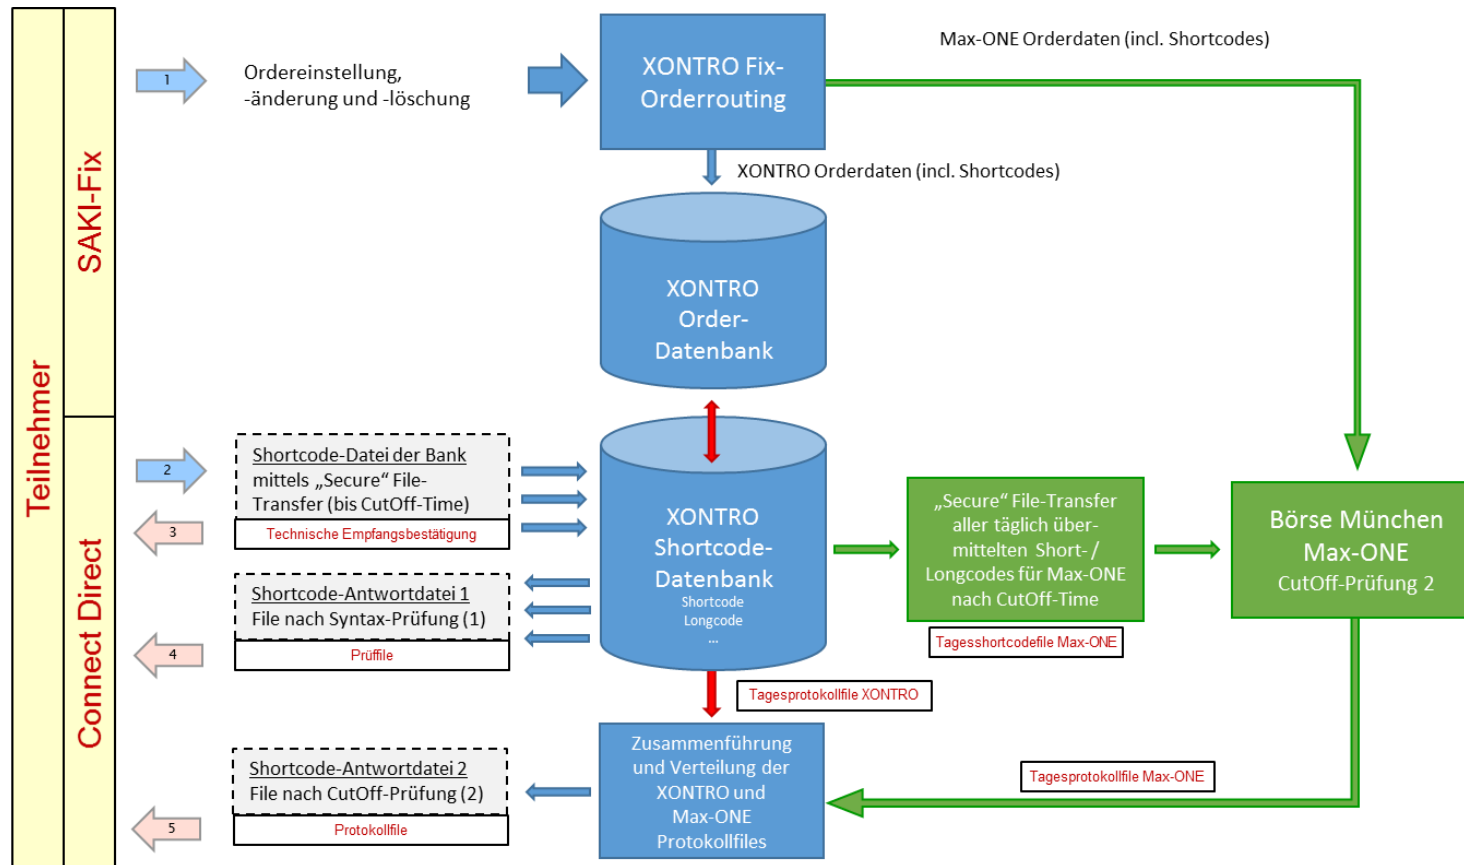 Teilnehmer
SAKI-Fix
Connect Direct
1
Ordereinstellung,
-änderung und -löschung
XONTRO Fix-
Orderrouting
Max-ONE Orderdaten (incl. Shortcodes)
XONTRO Orderdaten (incl. Shortcodes)
XONTRO
Order-
Datenbank
2
Shortcode-Datei der Bank
mittels „Secure“ File-
Transfer (bis CutOff-Time)
3
Technische Empfangsbestätigung
XONTRO
Shortcode-
Datenbank
Shortcode
Longcode
...
„Secure“ File-Transfer
aller täglich über-
mittelten Short- /
Longcodes für Max-ONE
nach CutOff-Time
Tagesshortcodefile Max-ONE
Börse München
Max-ONE
CutOff-Prüfung 2
Shortcode-Antwortdatei 1
File nach Syntax-Prüfung (1)
4
Prüffile
Tagesprotokollfile XONTRO
Shortcode-Antwortdatei 2
File nach CutOff-Prüfung (2)
5
Protokollfile
Zusammenführung
und Verteilung der
XONTRO und
Max-ONE
Protokollfiles
Tagesprotokollfile Max-ONE